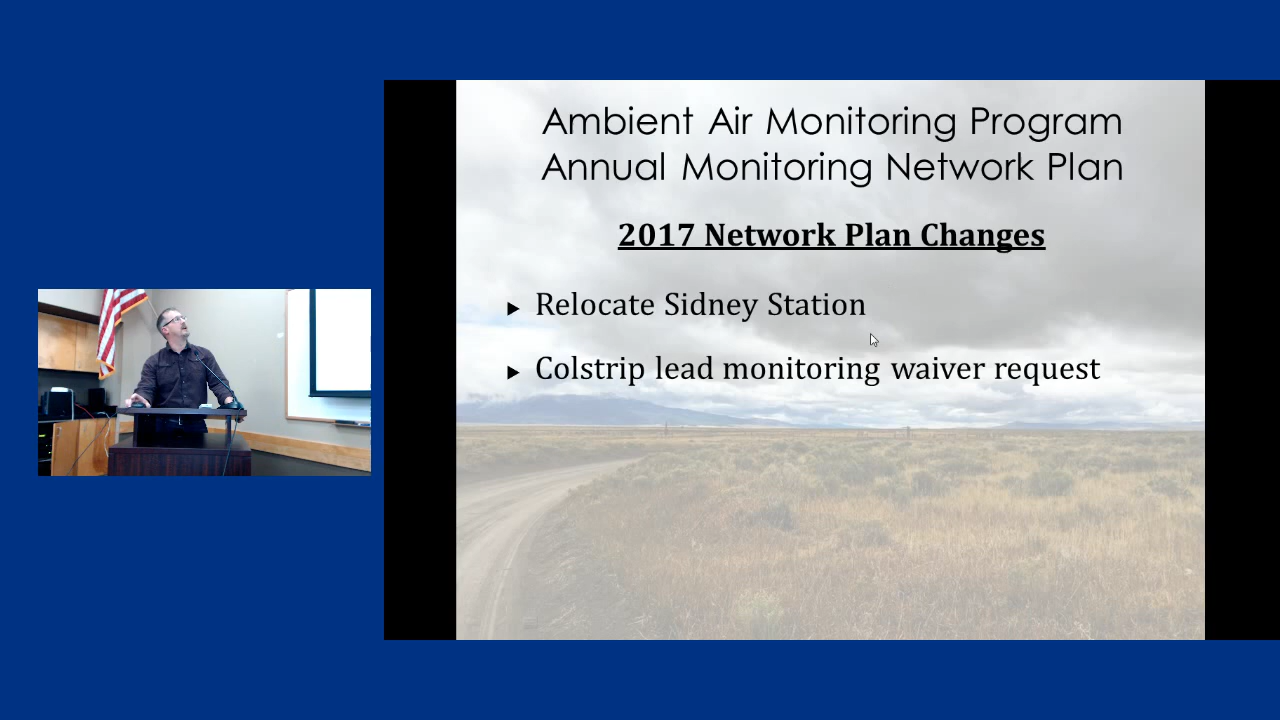 Ambient Air Monitoring Program
Annual Monitoring Network Plan
2017 Network Plan Changes
Relocate Sidney Station
Colstrip lead monitoring waiver request